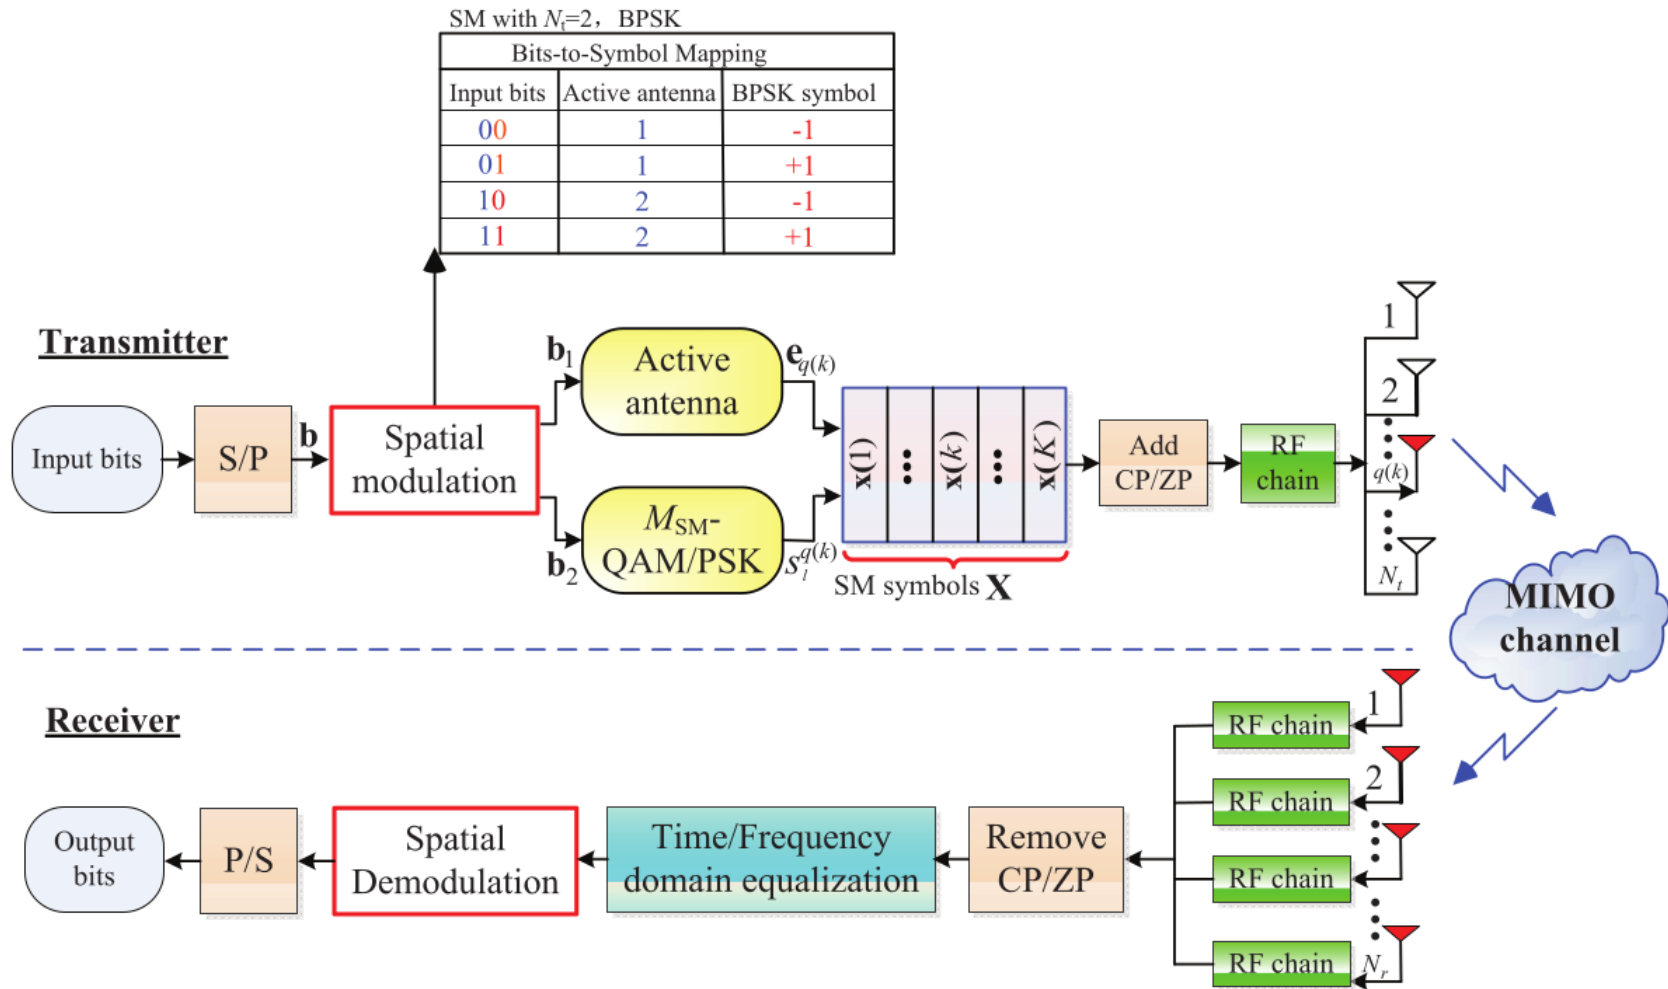 SM with Nt=2，BPSK
Bits-to-Symbol Mapping
Input bits Active antenna BPSK symbol
00 1 -1
01 1 +1
10 2 -1
11 2 +1
Transmitter
Input bits
S/P
b
Spatial
modulation
b1
Active
antenna
eq(k)
b2
MSM-
QAM/PSK
s_l^q(k)
x(1) ... x(k) ... x(K)
SM symbols X
Add
CP/ZP
RF
chain
1
2
q(k)
Nt
MIMO
channel
Receiver
1
RF chain
2
RF chain
RF chain
RF chain
Nr
Remove
CP/ZP
Time/Frequency
domain equalization
Spatial
Demodulation
P/S
Output
bits